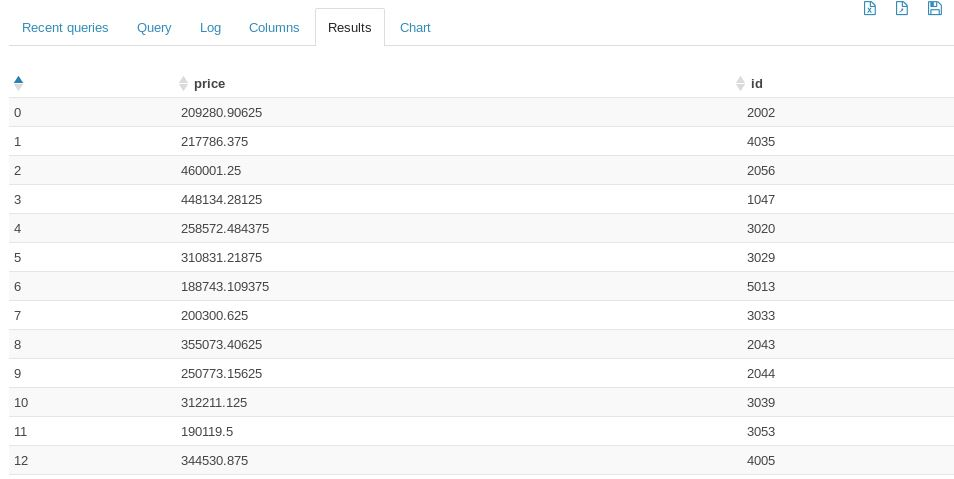 Recent queries Query Log Columns Results Chart
price id
0 209280.90625 2002
1 217786.375 4035
2 460001.25 2056
3 448134.28125 1047
4 258572.484375 3020
5 310831.21875 3029
6 188743.109375 5013
7 200300.625 3033
8 355073.40625 2043
9 250773.15625 2044
10 312211.125 3039
11 190119.5 3053
12 344530.875 4005